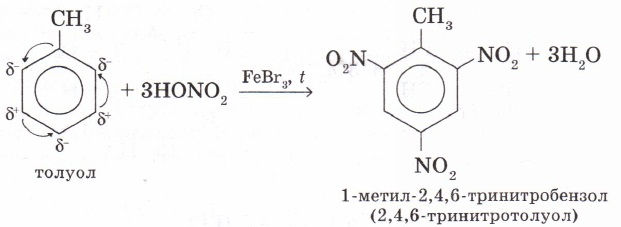 CH₃
CH₃
δ⁻ δ⁻
O₂N NO₂ + 3H₂O
+ 3HONO₂ FeBr₃, t
δ⁺ δ⁺
δ⁻
NO₂
толуол
1-метил-2,4,6-тринитробензол
(2,4,6-тринитротолуол)